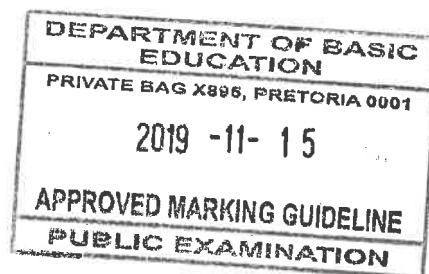 DEPARTMENT OF BASIC
EDUCATION
PRIVATE BAG X895, PRETORIA 0001
2019 -11- 15
APPROVED MARKING GUIDELINE
PUBLIC EXAMINATION